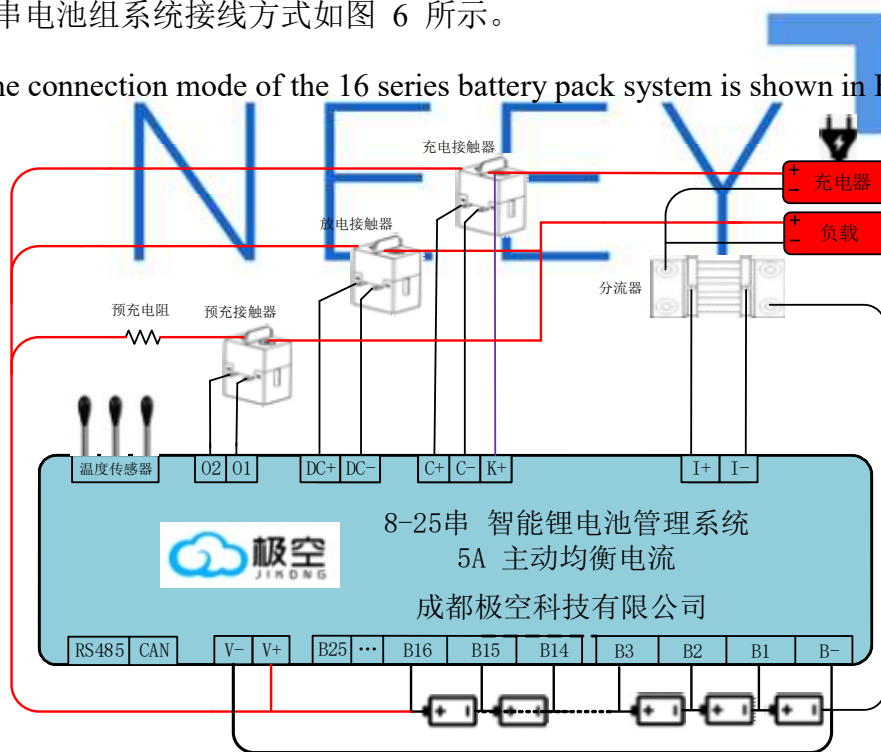 串电池组系统接线方式如图 6 所示。
ne connection mode of the 16 series battery pack system is shown in
NEEY
充电接触器
+ 充电器
-
放电接触器
+ 负载
-
分流器
预充电阻
预充接触器
温度传感器 O2 O1 DC+ DC- C+ C- K+ I+ I-
8-25串 智能锂电池管理系统
极空
JIKONG
5A 主动均衡电流
成都极空科技有限公司
RS485 CAN V- V+ B25 ••• B16 B15 B14 B3 B2 B1 B-